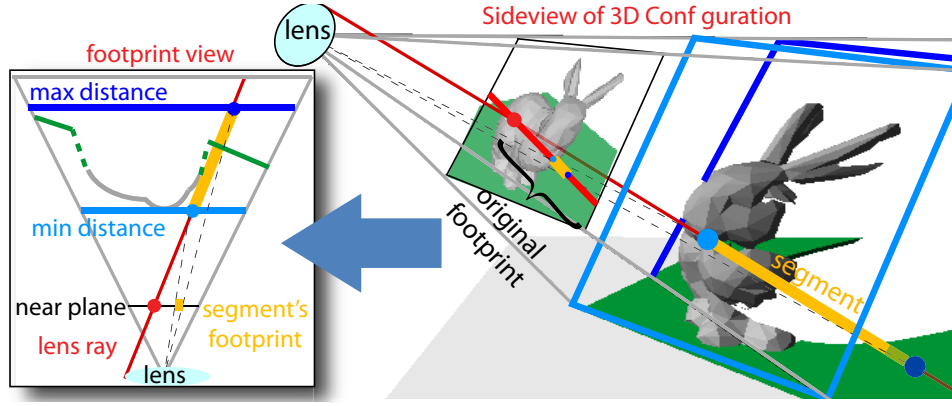 Sideview of 3D Conf guration
lens
footprint view
max distance
min distance
near plane
segment's
footprint
lens ray
lens
original
footprint
segment